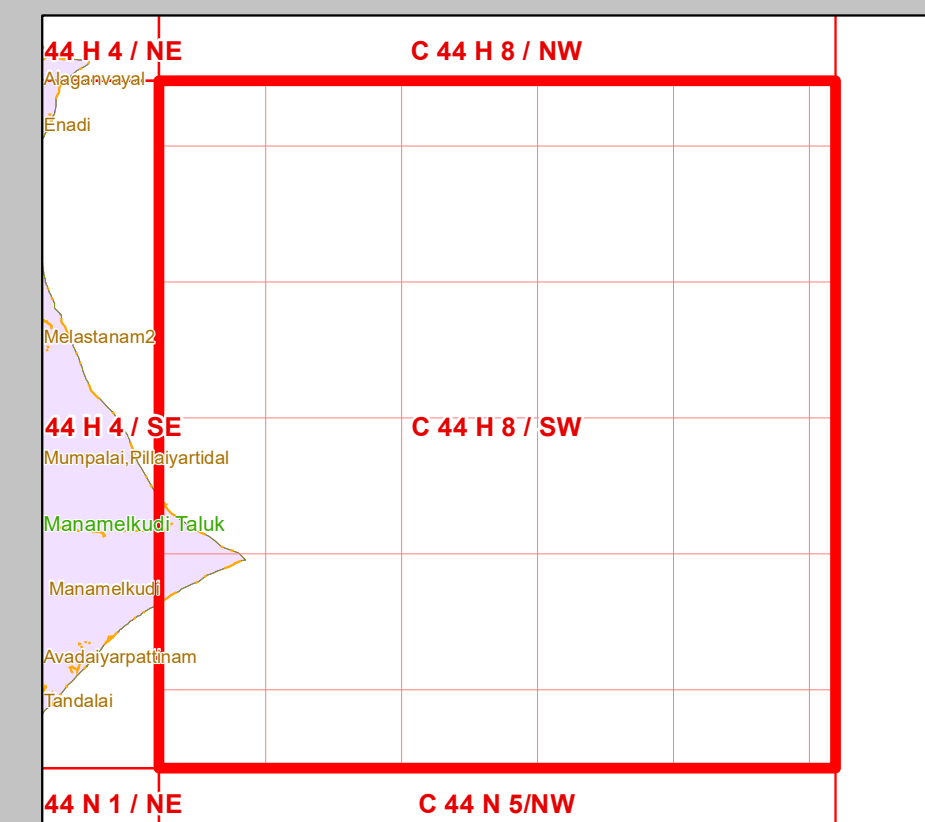 44 H 4 / NE
C 44 H 8 / NW
Alaganvayal
Enadi
Melastanam2
44 H 4 / SE
C 44 H 8 / SW
Mumpalai,Pillaiyartidal
Manamelkudi Taluk
Manamelkudi
Avadaiyarpattinam
Tandalai
44 N 1 / NE
C 44 N 5/NW